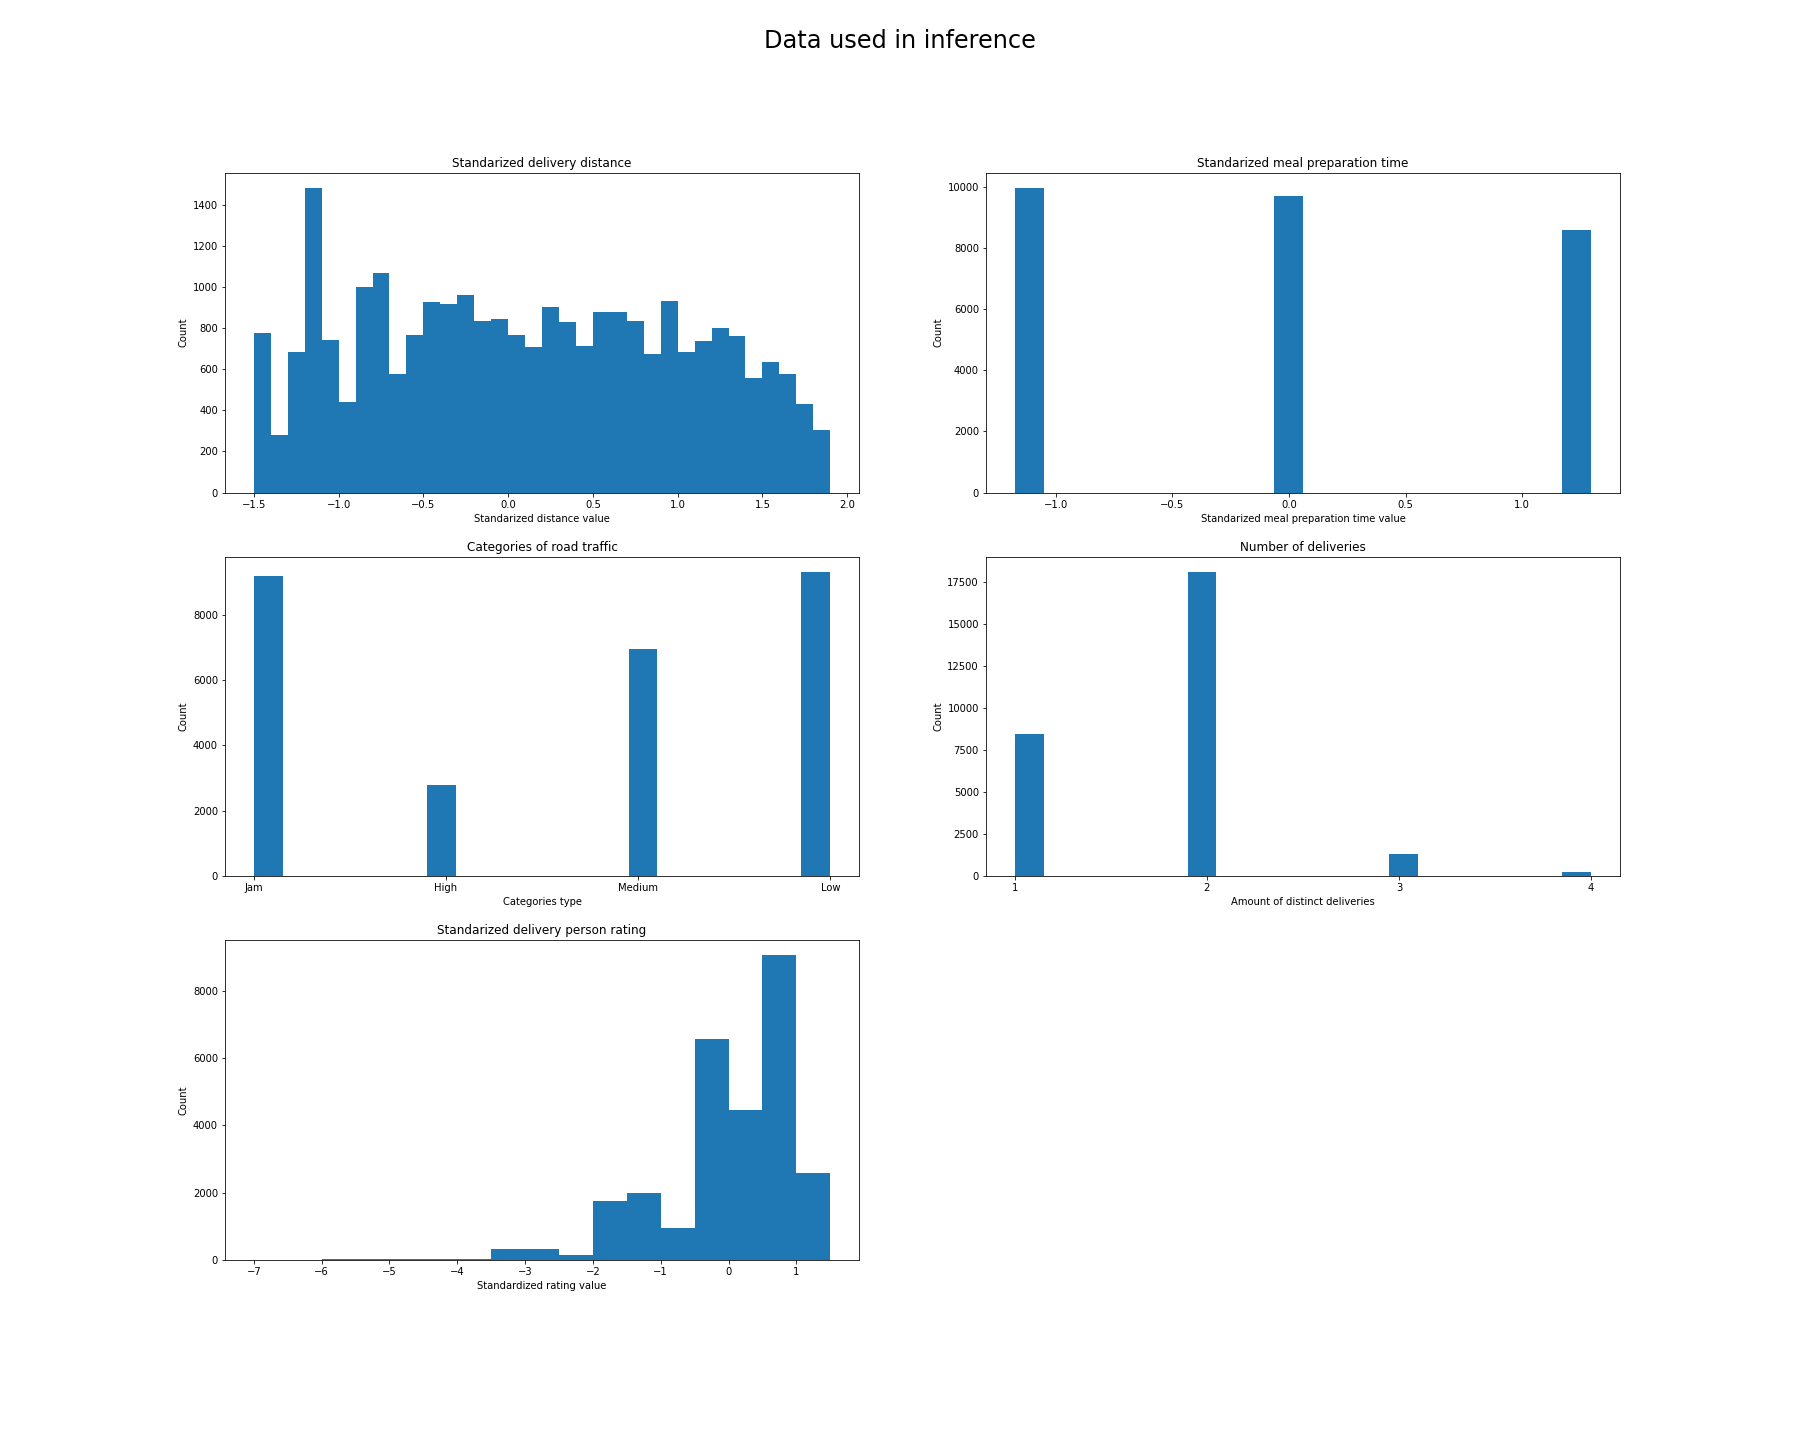 Data used in inference
Standarized delivery distance
Count
0
200
400
600
800
1000
1200
1400
−1.5 −1.0 −0.5 0.0 0.5 1.0 1.5 2.0
Standarized distance value
Standarized meal preparation time
Count
0
2000
4000
6000
8000
10000
−1.0 −0.5 0.0 0.5 1.0
Standarized meal preparation time value
Categories of road traffic
Count
0
2000
4000
6000
8000
Jam High Medium Low
Categories type
Number of deliveries
Count
0
2500
5000
7500
10000
12500
15000
17500
1 2 3 4
Amount of distinct deliveries
Standarized delivery person rating
Count
0
2000
4000
6000
8000
−7 −6 −5 −4 −3 −2 −1 0 1
Standardized rating value